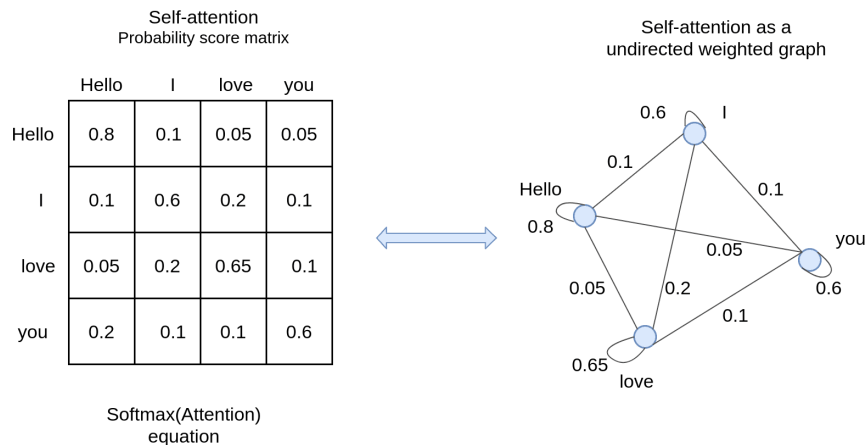 Self-attention
Probability score matrix
Hello I love you
Hello 0.8 0.1 0.05 0.05
I 0.1 0.6 0.2 0.1
love 0.05 0.2 0.65 0.1
you 0.2 0.1 0.1 0.6
Softmax(Attention)
equation
Self-attention as a
undirected weighted graph
0.6 I
0.1
0.1
Hello
0.8
you
0.05
0.05 0.2 0.6
0.1
0.65
love